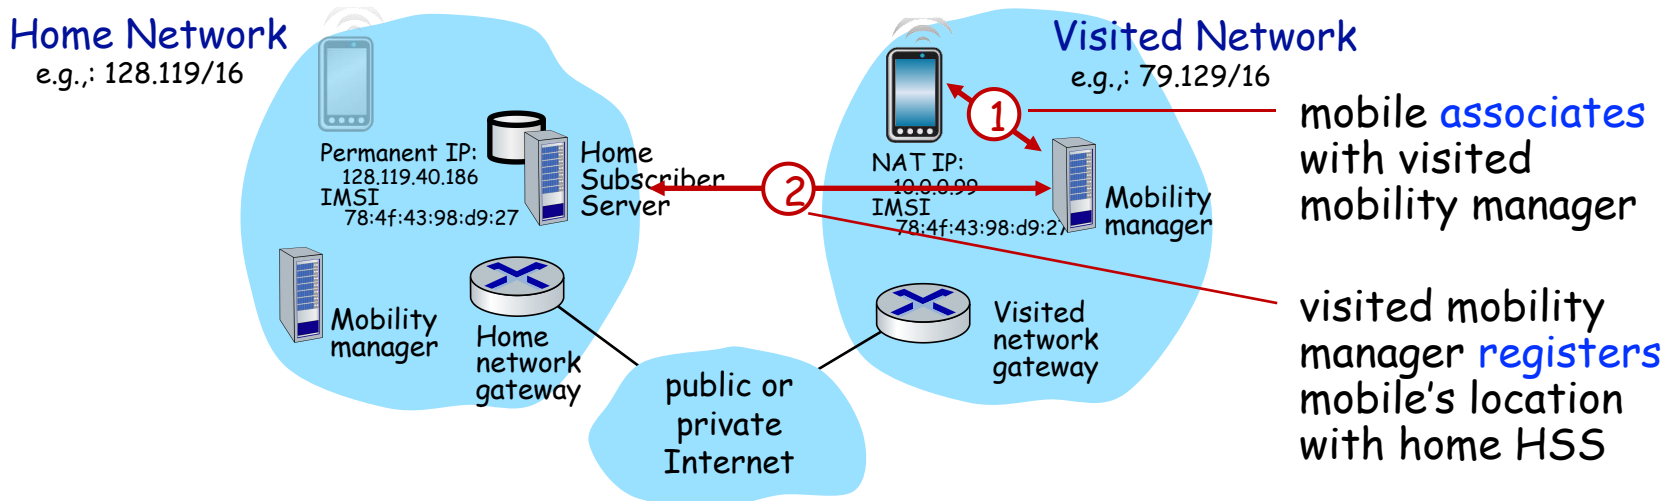 Home Network
e.g.,: 128.119/16
Permanent IP:
128.119.40.186
IMSI
78:4f:43:98:d9:27
Home
Subscriber
Server
Mobility
manager
Home
network
gateway
public or
private
Internet
Visited Network
e.g.,: 79.129/16
1
NAT IP:
10.0.0.99
IMSI
78:4f:43:98:d9:27
2
Mobility
manager
Visited
network
gateway
mobile associates
with visited
mobility manager
visited mobility
manager registers
mobile's location
with home HSS